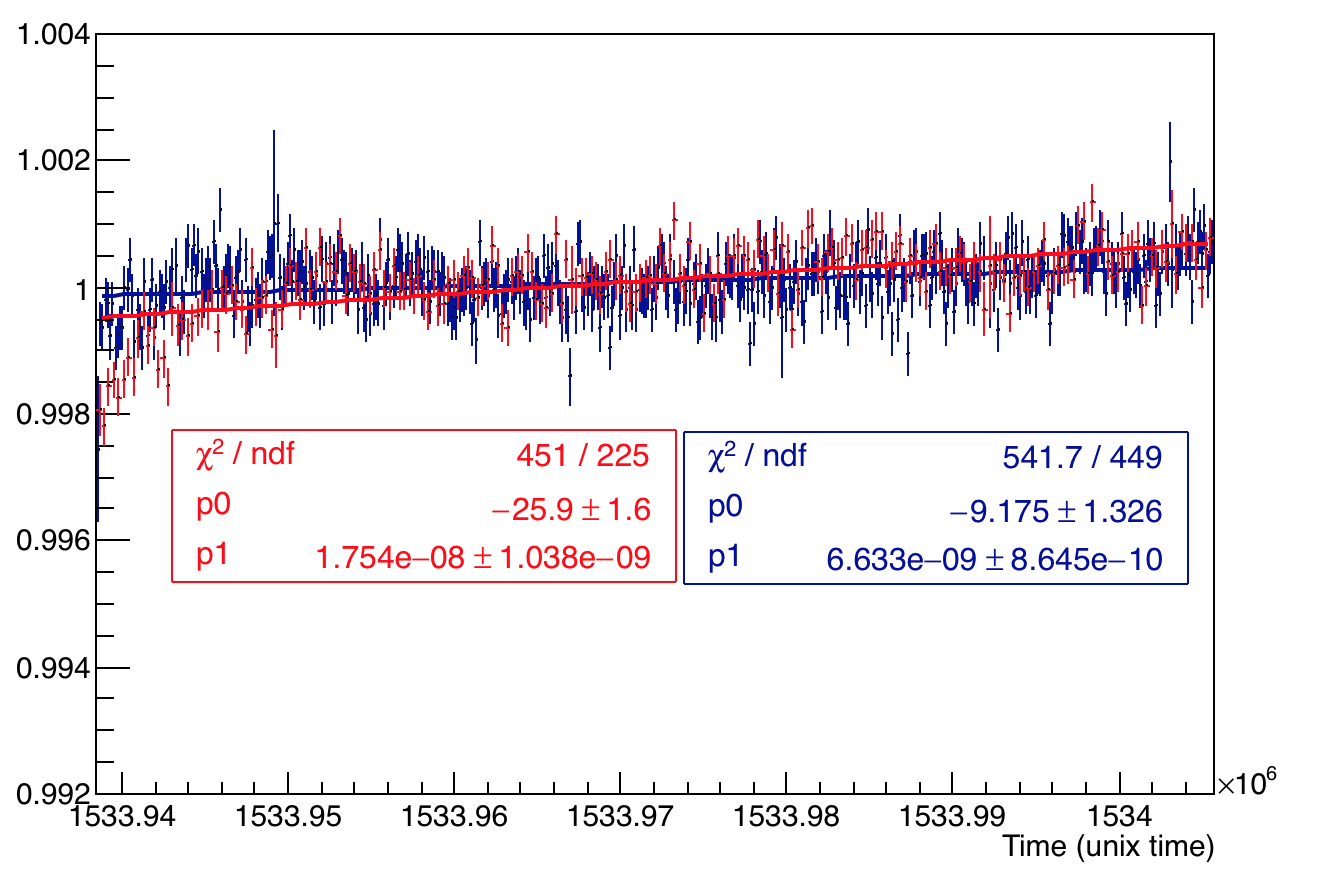 1.004
1.002
1
0.998
0.996
0.994
0.992
χ² / ndf 451 / 225
p0 −25.9 ± 1.6
p1 1.754e−08 ± 1.038e−09
χ² / ndf 541.7 / 449
p0 −9.175 ± 1.326
p1 6.633e−09 ± 8.645e−10
1533.94 1533.95 1533.96 1533.97 1533.98 1533.99 1534
×10⁶
Time (unix time)